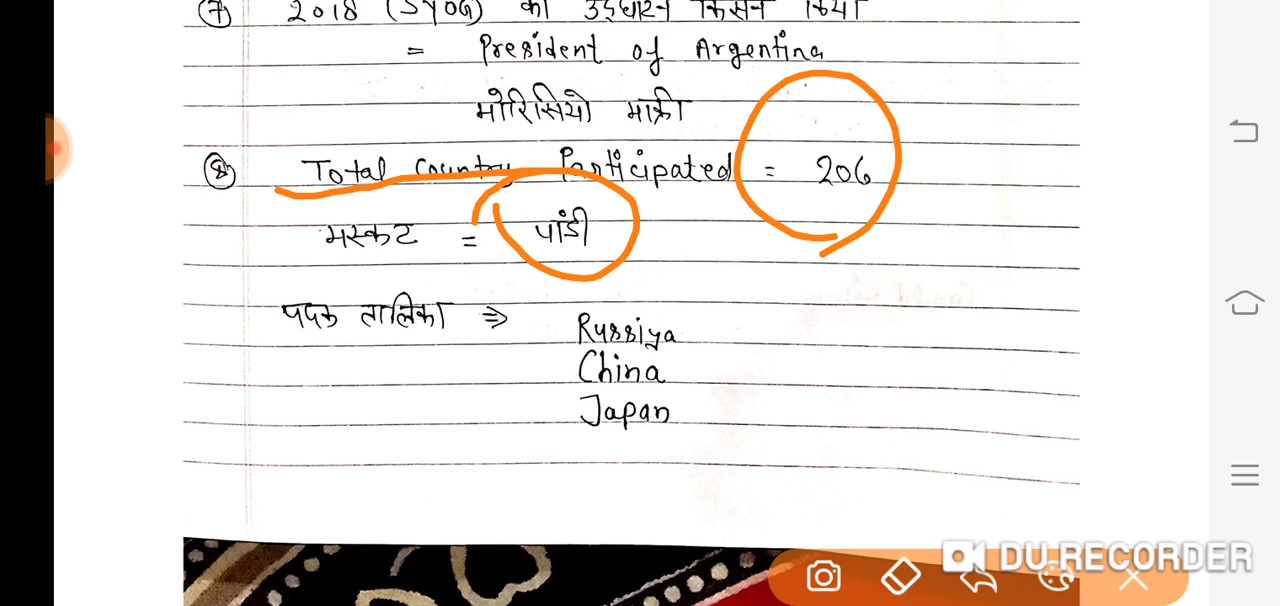 ⑦ 2018 (SYOG) का उद्घाटन किसने किया
= President of Argentina
मोरिसियो माक्री
⑧ Total Country Participated = 206
मस्कट = पांडी
पदक तालिका ⇒
Russiya
China
Japan
DU RECORDER